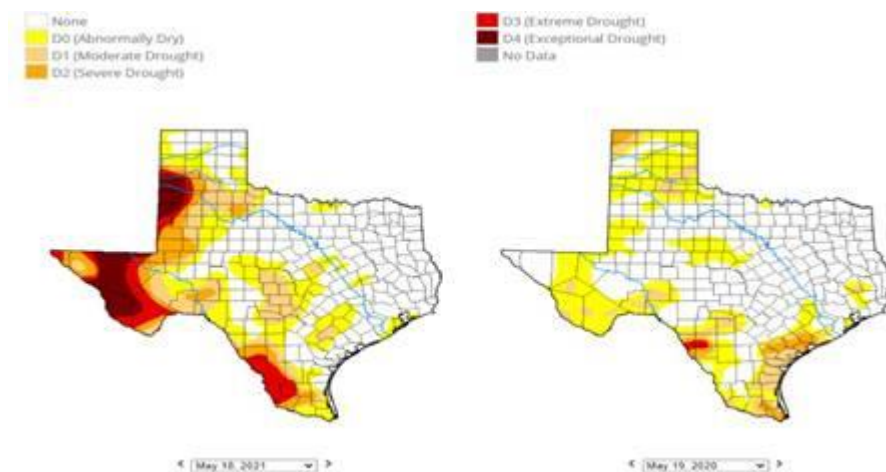 None
D0 (Abnormally Dry)
D1 (Moderate Drought)
D2 (Severe Drought)
D3 (Extreme Drought)
D4 (Exceptional Drought)
No Data
< May 18, 2021 >
< May 19, 2020 >